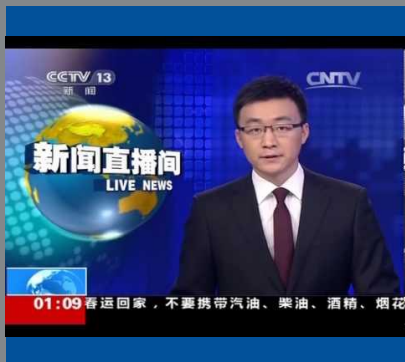 CCTV 13
新闻
CNTV
新闻直播间
LIVE NEWS
01:09 春运回家，不要携带汽油、柴油、酒精、烟花